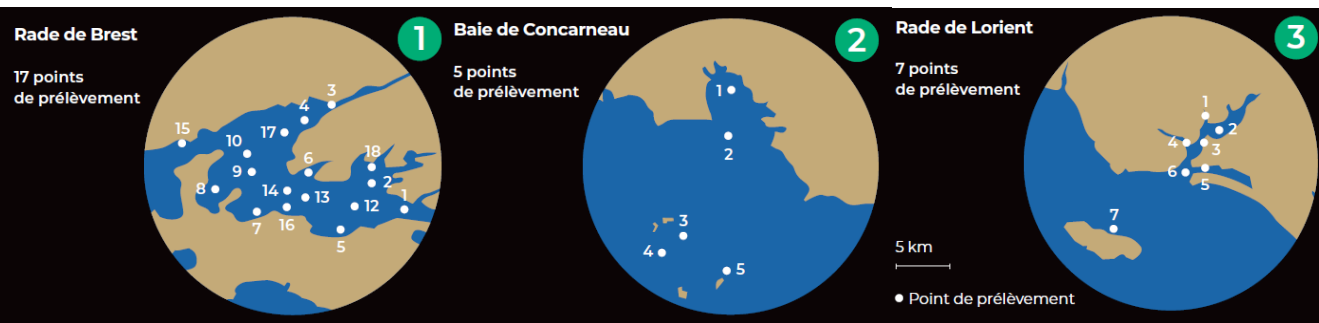 Rade de Brest
1
17 points
de prélèvement
3
4
15
17
10
6
18
9
2
8
14
13
1
12
7
16
5
Baie de Concarneau
2
5 points
de prélèvement
1
2
3
4
5
Rade de Lorient
3
7 points
de prélèvement
1
2
4
3
6
5
7
5 km
Point de prélèvement